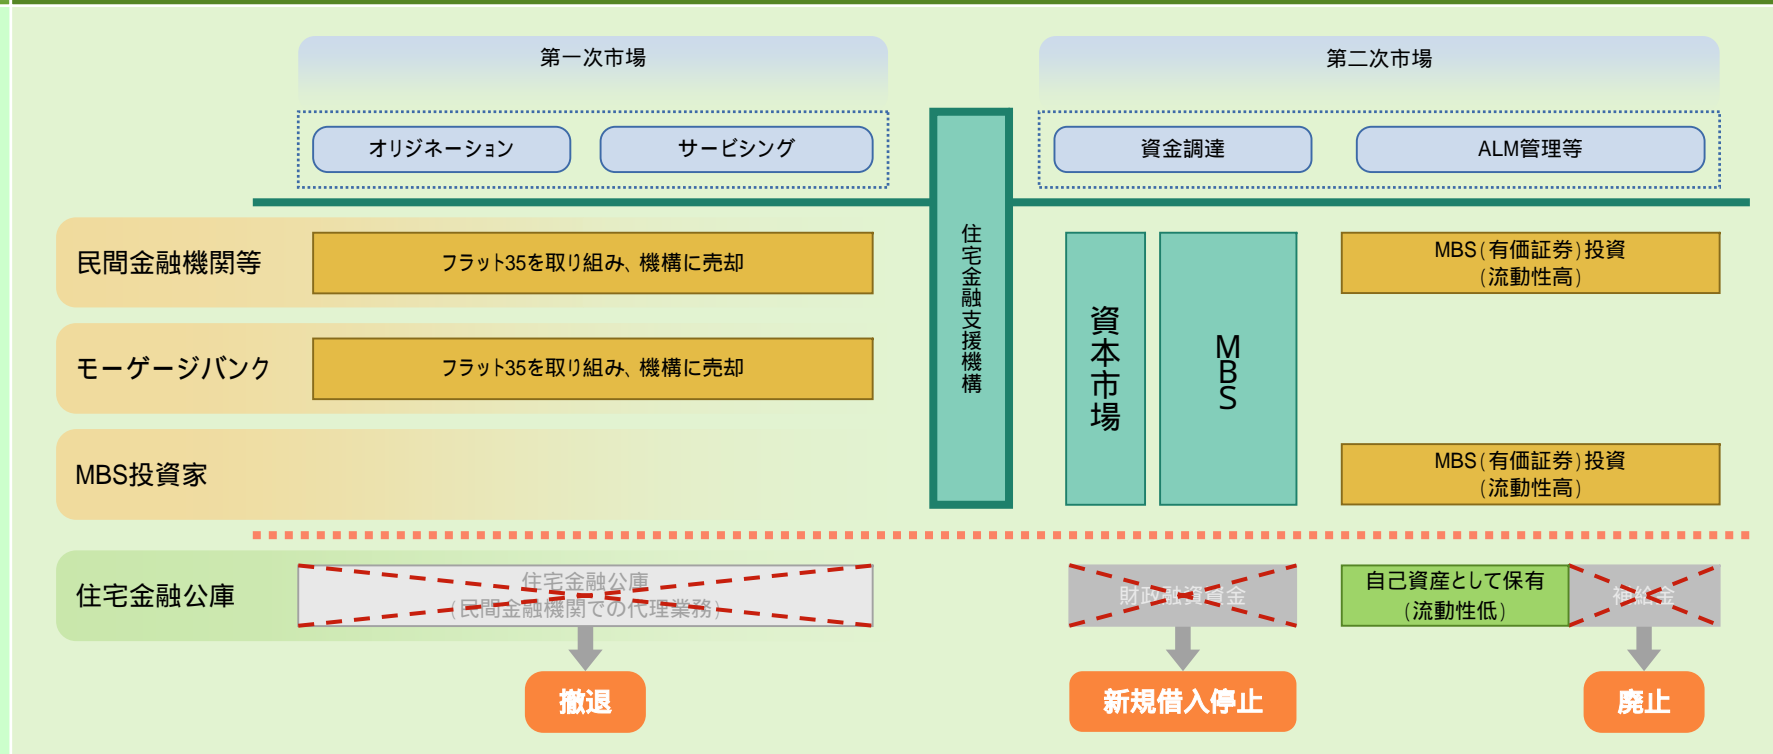 第一次市場
第二次市場
オリジネーション
サービシング
資金調達
ALM管理等
住宅金融支援機構
民間金融機関等
フラット35を取り組み、機構に売却
資本市場
MBS
MBS(有価証券)投資
(流動性高)
モーゲージバンク
フラット35を取り組み、機構に売却
MBS投資家
MBS(有価証券)投資
(流動性高)
住宅金融公庫
住宅金融公庫
(民間金融機関での代理業務)
財政融資資金
自己資産として保有
(流動性低)
補給金
撤退
新規借入停止
廃止